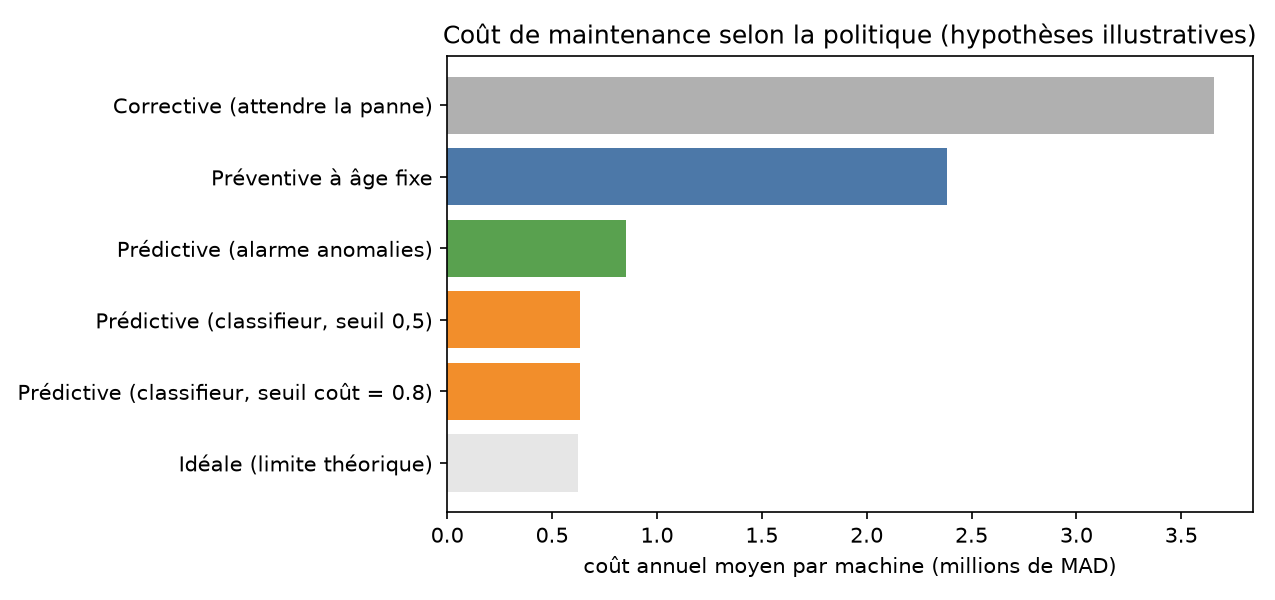 Coût de maintenance selon la politique (hypothèses illustratives)
Corrective (attendre la panne)
Préventive à âge fixe
Prédictive (alarme anomalies)
Prédictive (classifieur, seuil 0,5)
Prédictive (classifieur, seuil coût = 0.8)
Idéale (limite théorique)
0.0 0.5 1.0 1.5 2.0 2.5 3.0 3.5
coût annuel moyen par machine (millions de MAD)